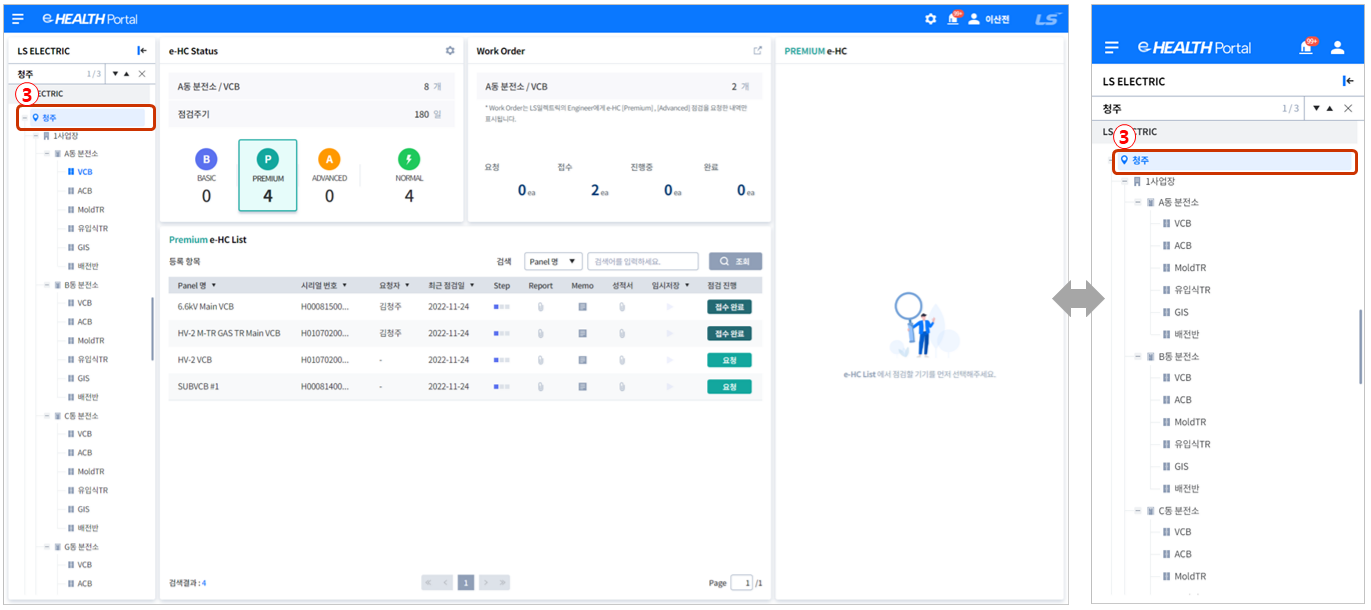 e-HEALTH Portal
99+
이산전
LS
LS ELECTRIC
청주 1/3
3
ECTRIC
청주
1사업장
A동 분전소
VCB
ACB
MoldTR
유입식TR
GIS
배전반
B동 분전소
VCB
ACB
MoldTR
유입식TR
GIS
배전반
C동 분전소
VCB
ACB
MoldTR
유입식TR
GIS
배전반
G동 분전소
VCB
ACB
e-HC Status
A동 분전소 / VCB 8 개
점검주기 180 일
B P A
BASIC PREMIUM ADVANCED NORMAL
0 4 0 4
Work Order
A동 분전소 / VCB 2 개
* Work Order는 LS일렉트릭의 Engineer에게 e-HC [Premium] , [Advanced] 점검을 요청한 내역만
표시됩니다.
요청 접수 진행중 완료
0 ea 2 ea 0 ea 0 ea
Premium e-HC List
등록 항목 검색 Panel 명 ▼ 검색어를 입력하세요. 조회
Panel 명 ▼ 시리얼 번호 ▼ 요청자 ▼ 최근 점검일 ▼ Step Report Memo 성적서 임시저장 ▼ 점검 진행
6.6kV Main VCB H00081500... 김청주 2022-11-24 접수 완료
HV-2 M-TR GAS TR Main VCB H01070200... 김청주 2022-11-24 접수 완료
HV-2 VCB H01070200... - 2022-11-24 요청
SUBVCB #1 H00081400... - 2022-11-24 요청
검색결과 : 4 « ‹ 1 › » Page 1 /1
PREMIUM e-HC
e-HC List 에서 점검할 기기를 먼저 선택해주세요.
e-HEALTH Portal
99+
LS ELECTRIC
청주 1 / 3
LS
3
TRIC
청주
1사업장
A동 분전소
VCB
ACB
MoldTR
유입식TR
GIS
배전반
B동 분전소
VCB
ACB
MoldTR
유입식TR
GIS
배전반
C동 분전소
VCB
ACB
MoldTR